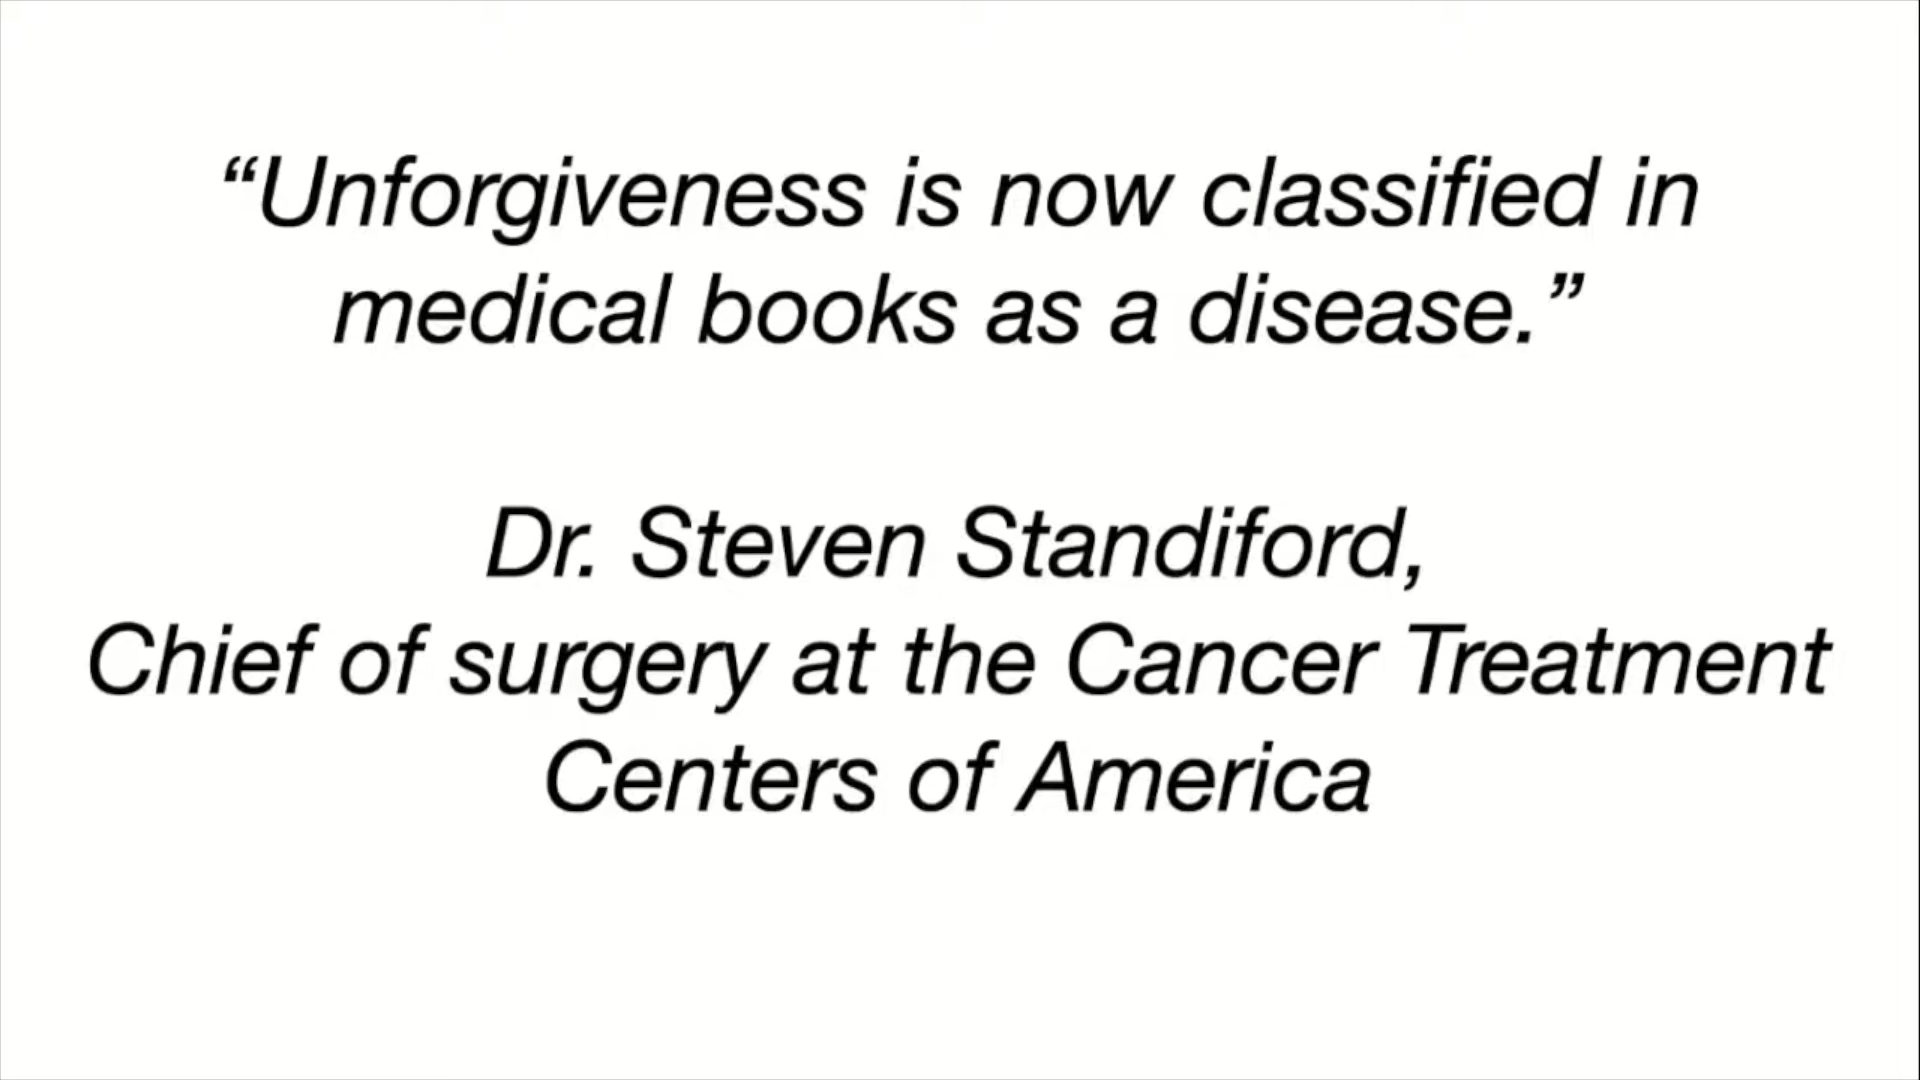 “Unforgiveness is now classified in
medical books as a disease.”
Dr. Steven Standiford,
Chief of surgery at the Cancer Treatment
Centers of America